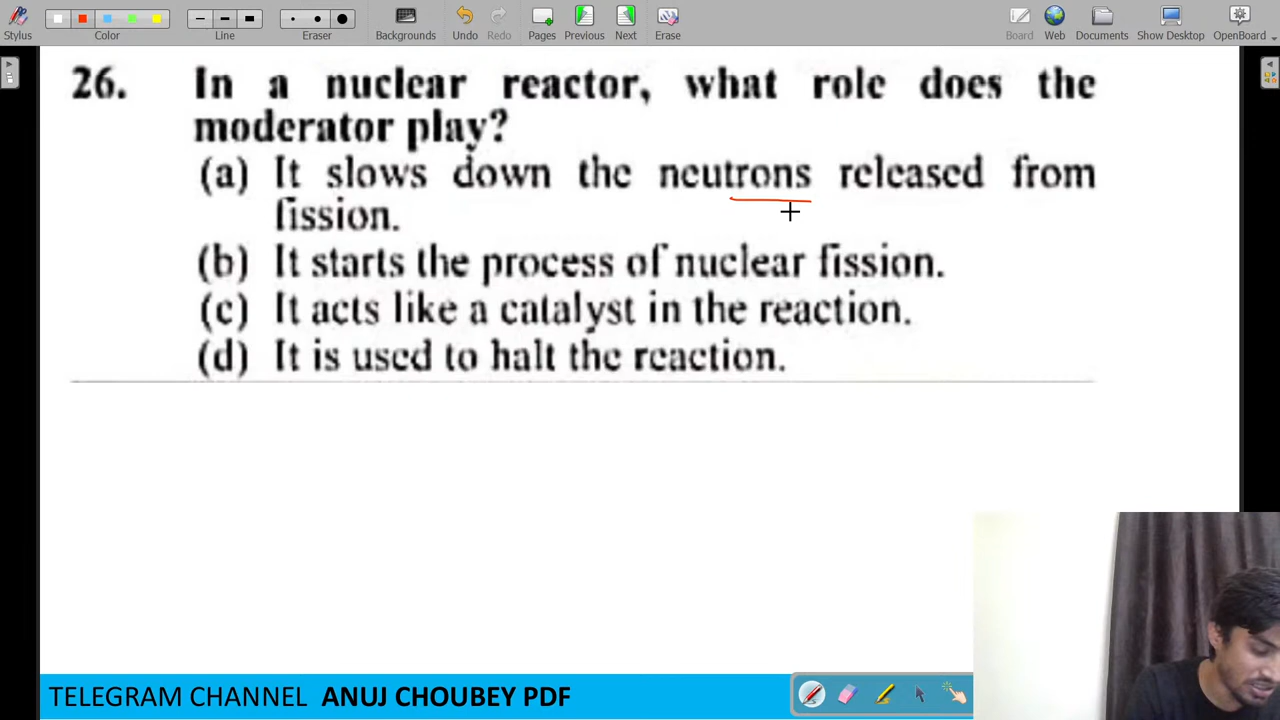 Stylus Color Line Eraser Backgrounds Undo Redo Pages Previous Next Erase Board Web Documents Show Desktop OpenBoard
26. In a nuclear reactor, what role does the
moderator play?
(a) It slows down the neutrons released from
fission.
(b) It starts the process of nuclear fission.
(c) It acts like a catalyst in the reaction.
(d) It is used to halt the reaction.
TELEGRAM CHANNEL ANUJ CHOUBEY PDF